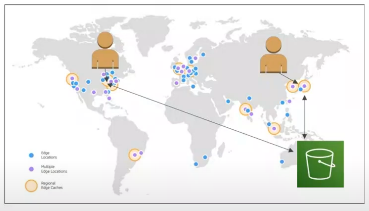 Edge
Locations
Multiple
Edge Locations
Regional
Edge Caches